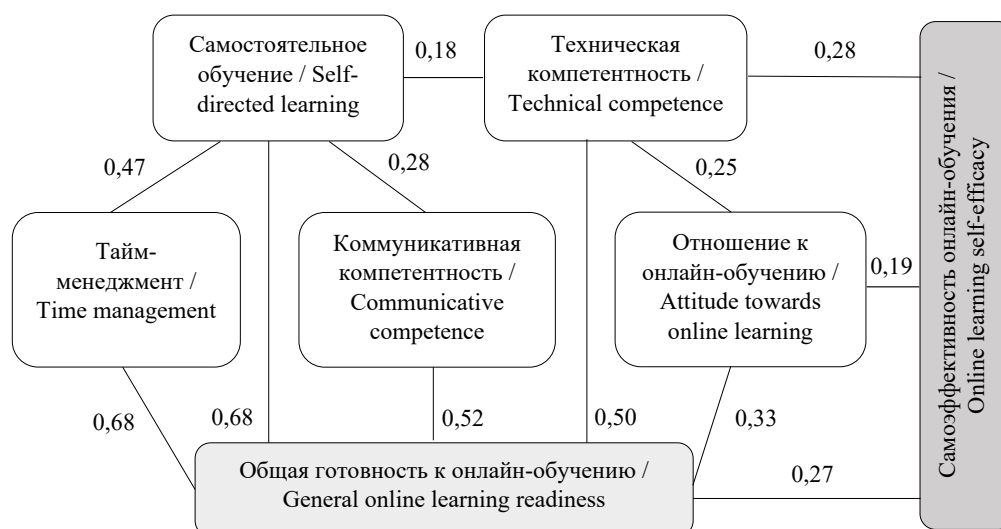 Самостоятельное
обучение / Self-
directed learning
0,18
Техническая
компетентность /
Technical competence
0,28
0,47
0,28
0,25
Тайм-
менеджмент /
Time management
Коммуникативная
компетентность /
Communicative
competence
Отношение к
онлайн-обучению /
Attitude towards
online learning
0,19
0,68
0,68
0,52
0,50
0,33
Общая готовность к онлайн-обучению /
General online learning readiness
0,27
Самоэффективность онлайн-обучения /
Online learning self-efficacy